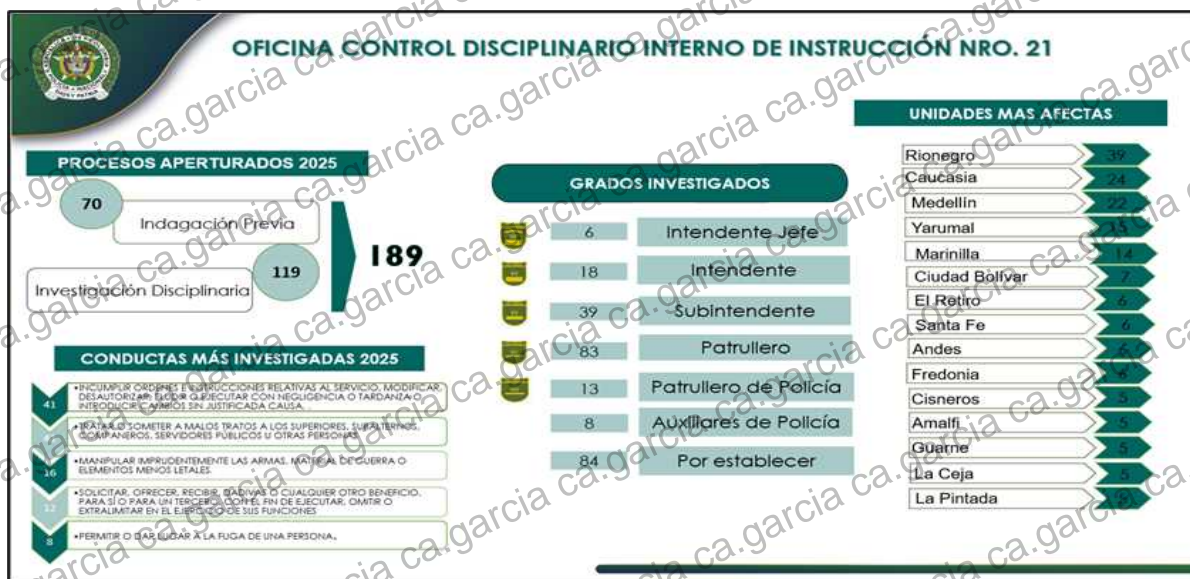 OFICINA CONTROL DISCIPLINARIO INTERNO DE INSTRUCCIÓN NRO. 21
PROCESOS APERTURADOS 2025
70
Indagación Previa
119
Investigación Disciplinaria
189
CONDUCTAS MÁS INVESTIGADAS 2025
41
•INCUMPLIR ORDENES E INSTRUCCIONES RELATIVAS AL SERVICIO, MODIFICAR,
DESAUTORIZAR, ELUDIR O EJECUTAR CON NEGLIGENCIA O TARDANZA O
INTRODUCIR CAMBIOS SIN JUSTIFICADA CAUSA.
•TRATAR O SOMETER A MALOS TRATOS A LOS SUPERIORES, SUBALTERNOS,
COMPAÑEROS, SERVIDORES PÚBLICOS U OTRAS PERSONAS
16
•MANIPULAR IMPRUDENTEMENTE LAS ARMAS, MATERIAL DE GUERRA O
ELEMENTOS MENOS LETALES
12
•SOLICITAR, OFRECER, RECIBIR, DADIVAS O CUALQUIER OTRO BENEFICIO,
PARA SÍ O PARA UN TERCERO, CON EL FIN DE EJECUTAR, OMITIR O
EXTRALIMITAR EN EL EJERCICIO DE SUS FUNCIONES
8
•PERMITIR O DAR LUGAR A LA FUGA DE UNA PERSONA.
GRADOS INVESTIGADOS
6 Intendente Jefe
18 Intendente
39 Subintendente
83 Patrullero
13 Patrullero de Policía
8 Auxiliares de Policía
84 Por establecer
UNIDADES MAS AFECTAS
Rionegro 39
Caucasia 24
Medellín 22
Yarumal 15
Marinilla 14
Ciudad Bolívar 7
El Retiro 6
Santa Fe 6
Andes 6
Fredonia 6
Cisneros 5
Amalfi 5
Guarne 5
La Ceja 5
La Pintada
ca.garcia